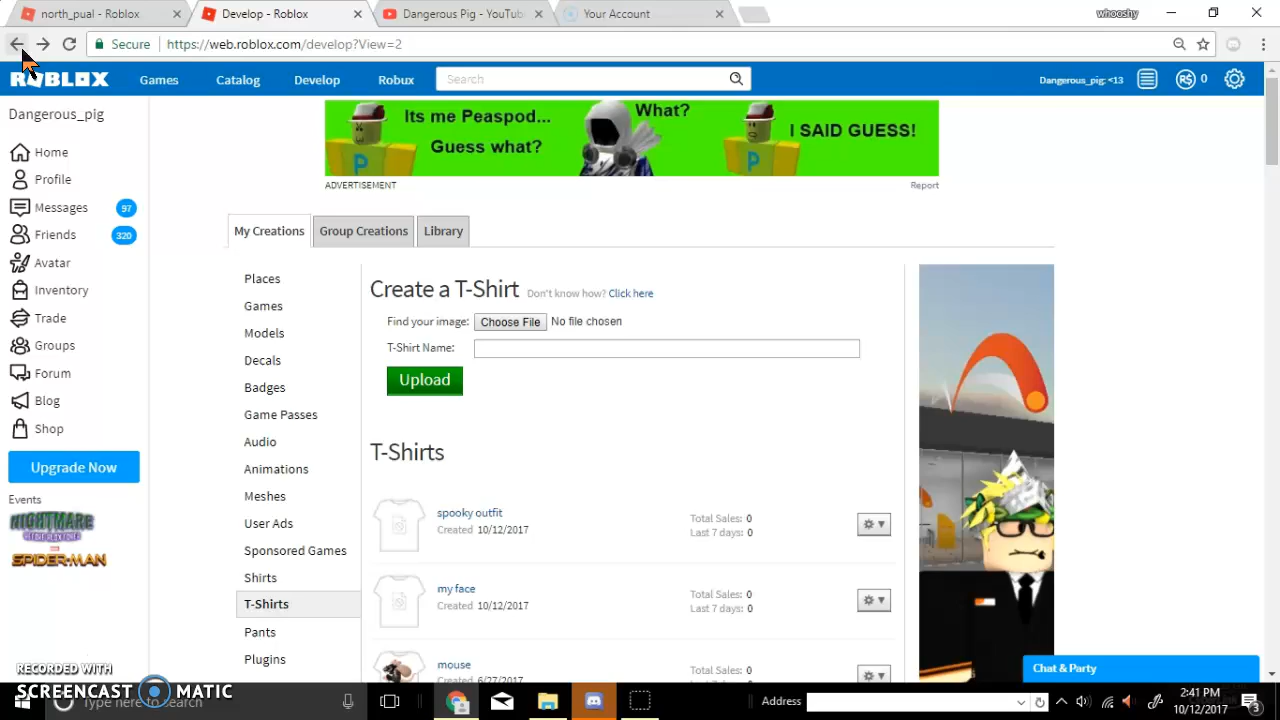 north_pual - Roblox
Develop - Roblox
Dangerous Pig - YouTub
Your Account
whooshy
Secure
https://web.roblox.com/develop?View=2
ROBLOX
Games
Catalog
Develop
Robux
Search
Dangerous_pig: <13
R$ 0
Dangerous_pig
Home
Profile
Messages 97
Friends 320
Avatar
Inventory
Trade
Groups
Forum
Blog
Shop
Upgrade Now
Events
NIGHTMARE
SPIDER-MAN
Its me Peaspod...
Guess what?
What?
I SAID GUESS!
P
P
ADVERTISEMENT
Report
My Creations
Group Creations
Library
Places
Games
Models
Decals
Badges
Game Passes
Audio
Animations
Meshes
User Ads
Sponsored Games
Shirts
T-Shirts
Pants
Plugins
Create a T-Shirt Don't know how? Click here
Find your image: Choose File No file chosen
T-Shirt Name:
Upload
T-Shirts
spooky outfit
Created 10/12/2017
Total Sales: 0
Last 7 days: 0
my face
Created 10/12/2017
Total Sales: 0
Last 7 days: 0
mouse
Created 6/27/2017
Total Sales: 0
Chat & Party
RECORDED WITH
SCREENCAST MATIC
Type here to search
Address
2:41 PM
10/12/2017
3